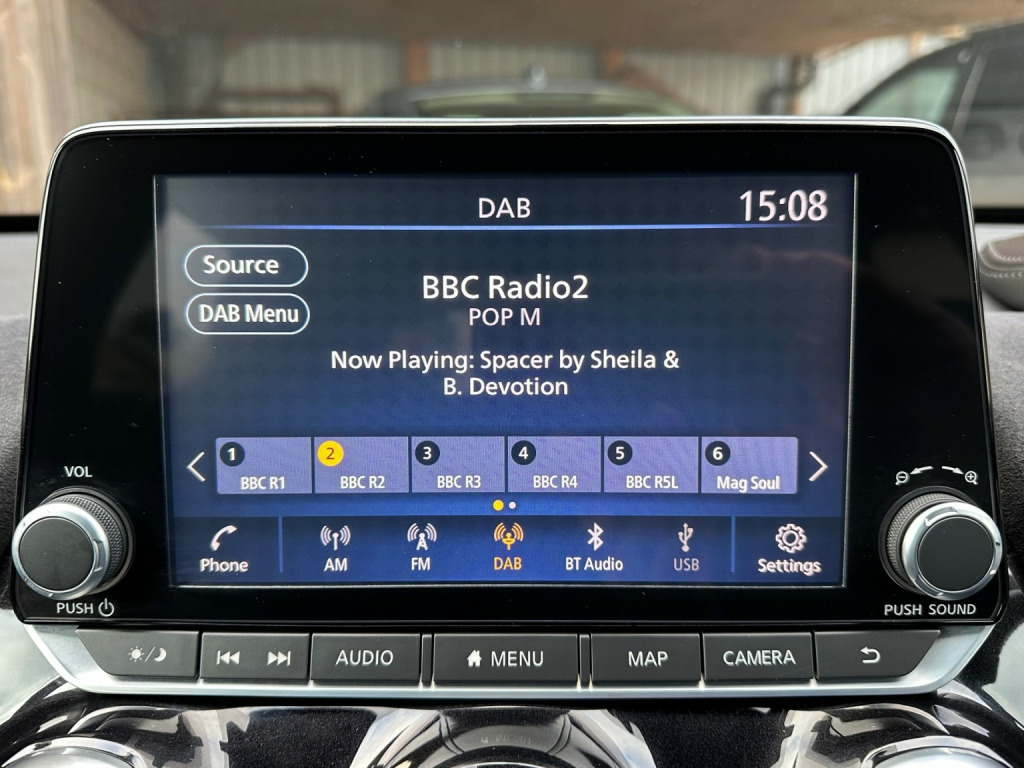 DAB
15:08
Source
DAB Menu
BBC Radio2
POP M
Now Playing: Spacer by Sheila &
B. Devotion
1
2
3
4
5
6
BBC R1
BBC R2
BBC R3
BBC R4
BBC R5L
Mag Soul
VOL
Phone
AM
FM
DAB
BT Audio
USB
Settings
PUSH
PUSH SOUND
AUDIO
MENU
MAP
CAMERA